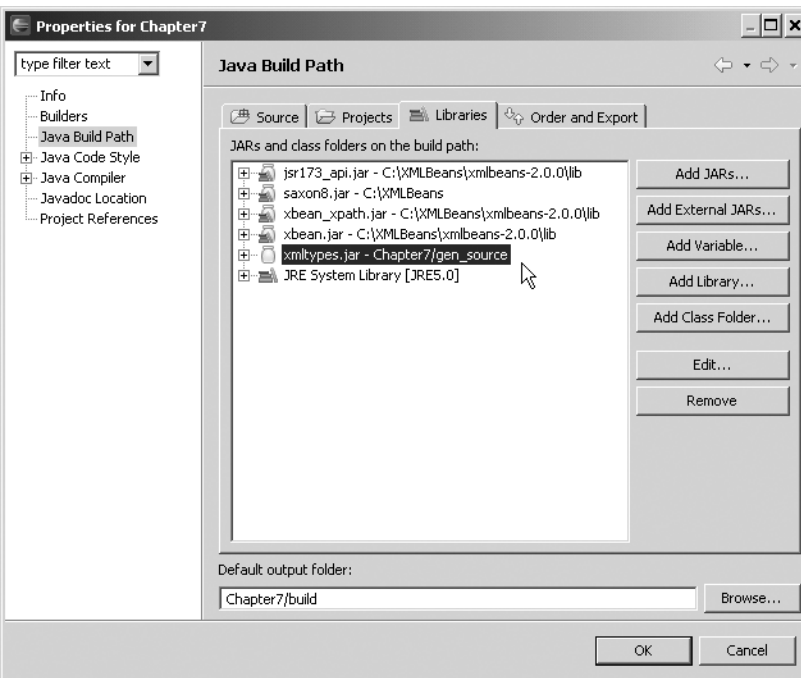 Properties for Chapter7
type filter text
Info
Builders
Java Build Path
Java Code Style
Java Compiler
Javadoc Location
Project References
Java Build Path
Source
Projects
Libraries
Order and Export
JARs and class folders on the build path:
jsr173_api.jar - C:\XMLBeans\xmlbeans-2.0.0\lib
saxon8.jar - C:\XMLBeans
xbean_xpath.jar - C:\XMLBeans\xmlbeans-2.0.0\lib
xbean.jar - C:\XMLBeans\xmlbeans-2.0.0\lib
xmltypes.jar - Chapter7/gen_source
JRE System Library [JRE5.0]
Add JARs...
Add External JARs...
Add Variable...
Add Library...
Add Class Folder...
Edit...
Remove
Default output folder:
Chapter7/build
Browse...
OK
Cancel